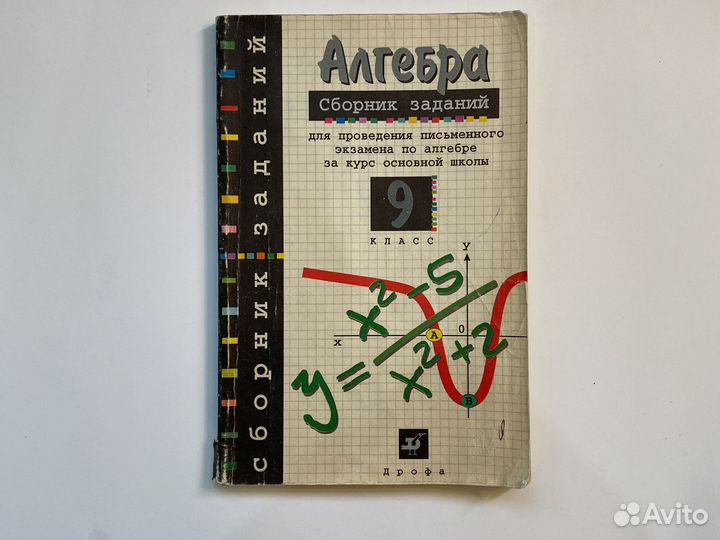 сборник заданий
Алгебра
Сборник заданий
для проведения письменного
экзамена по алгебре
за курс основной школы
9
КЛАСС
y
x
0
A
B
y = x² - 5
x² + 2
Дрофа
Avito